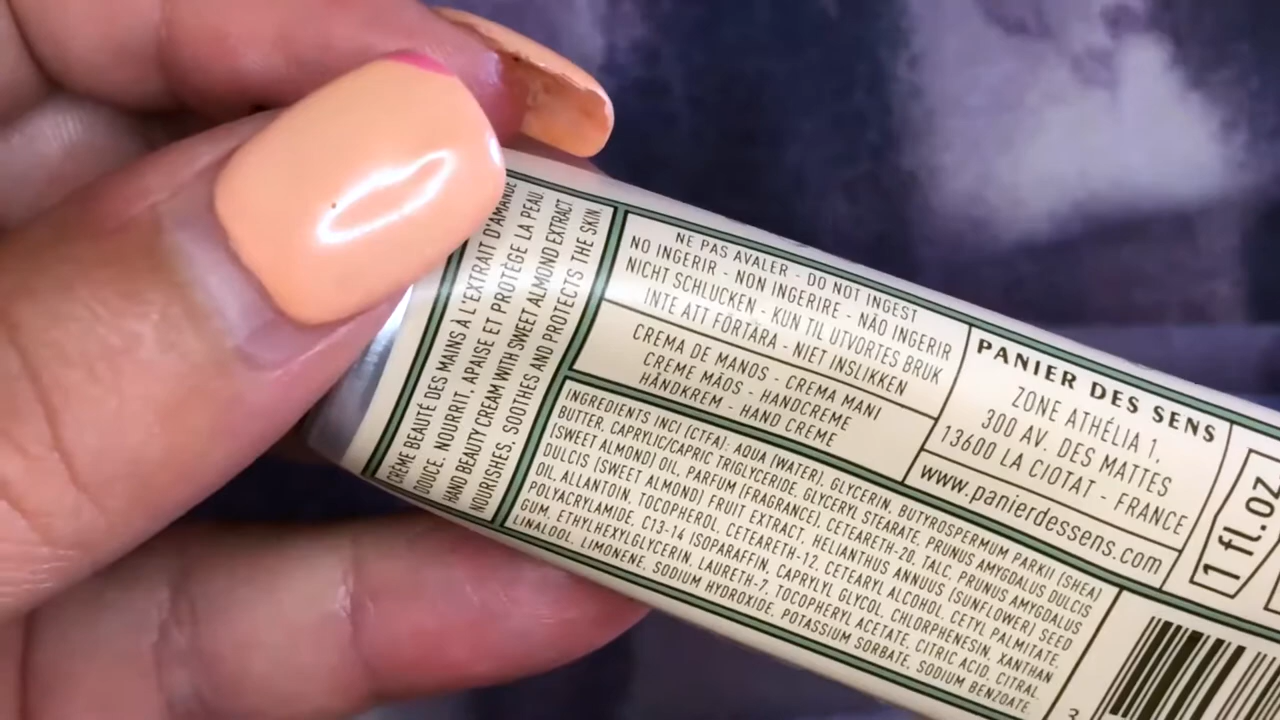 CRÈME BEAUTÉ DES MAINS À L'EXTRAIT D'AMANDE
DOUCE. NOURRIT, APAISE ET PROTÈGE LA PEAU.
HAND BEAUTY CREAM WITH SWEET ALMOND EXTRACT
NOURISHES, SOOTHES AND PROTECTS THE SKIN.
NE PAS AVALER - DO NOT INGEST
NO INGERIR - NON INGERIRE - NÃO INGERIR
NICHT SCHLUCKEN - KUN TIL UTVORTES BRUK
INTE ATT FÖRTÄRA - NIET INSLIKKEN
CREMA DE MANOS - CREMA MANI
CREME MÃOS - HANDCREME
HÅNDKREM - HAND CREME
INGREDIENTS INCI (CTFA): AQUA (WATER), GLYCERIN, BUTYROSPERMUM PARKII (SHEA)
BUTTER, CAPRYLIC/CAPRIC TRIGLYCERIDE, GLYCERYL STEARATE, PRUNUS AMYGDALUS DULCIS
(SWEET ALMOND) OIL, PARFUM (FRAGRANCE), CETEARETH-20, TALC, PRUNUS AMYGDALUS
DULCIS (SWEET ALMOND) FRUIT EXTRACT, HELIANTHUS ANNUUS (SUNFLOWER) SEED
OIL, ALLANTOIN, TOCOPHEROL, CETEARETH-12, CETEARYL ALCOHOL, CETYL PALMITATE,
POLYACRYLAMIDE, C13-14 ISOPARAFFIN, CAPRYLYL GLYCOL, CHLORPHENESIN, XANTHAN
GUM, ETHYLHEXYLGLYCERIN, LAURETH-7, TOCOPHERYL ACETATE, CITRIC ACID, CITRAL,
LINALOOL, LIMONENE, SODIUM HYDROXIDE, POTASSIUM SORBATE, SODIUM BENZOATE.
PANIER DES SENS
ZONE ATHÉLIA 1,
300 AV. DES MATTES
13600 LA CIOTAT - FRANCE
www.panierdessens.com
1 fl.oz
3